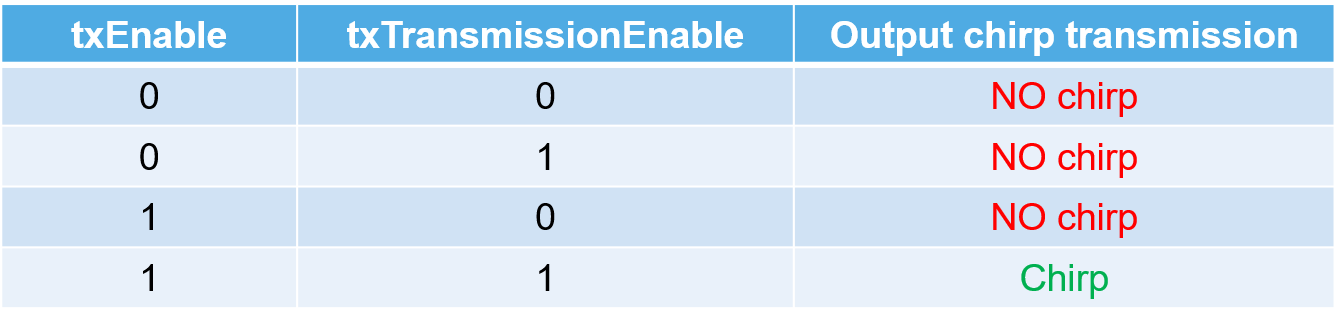 txEnable txTransmissionEnable Output chirp transmission
0 0 NO chirp
0 1 NO chirp
1 0 NO chirp
1 1 Chirp